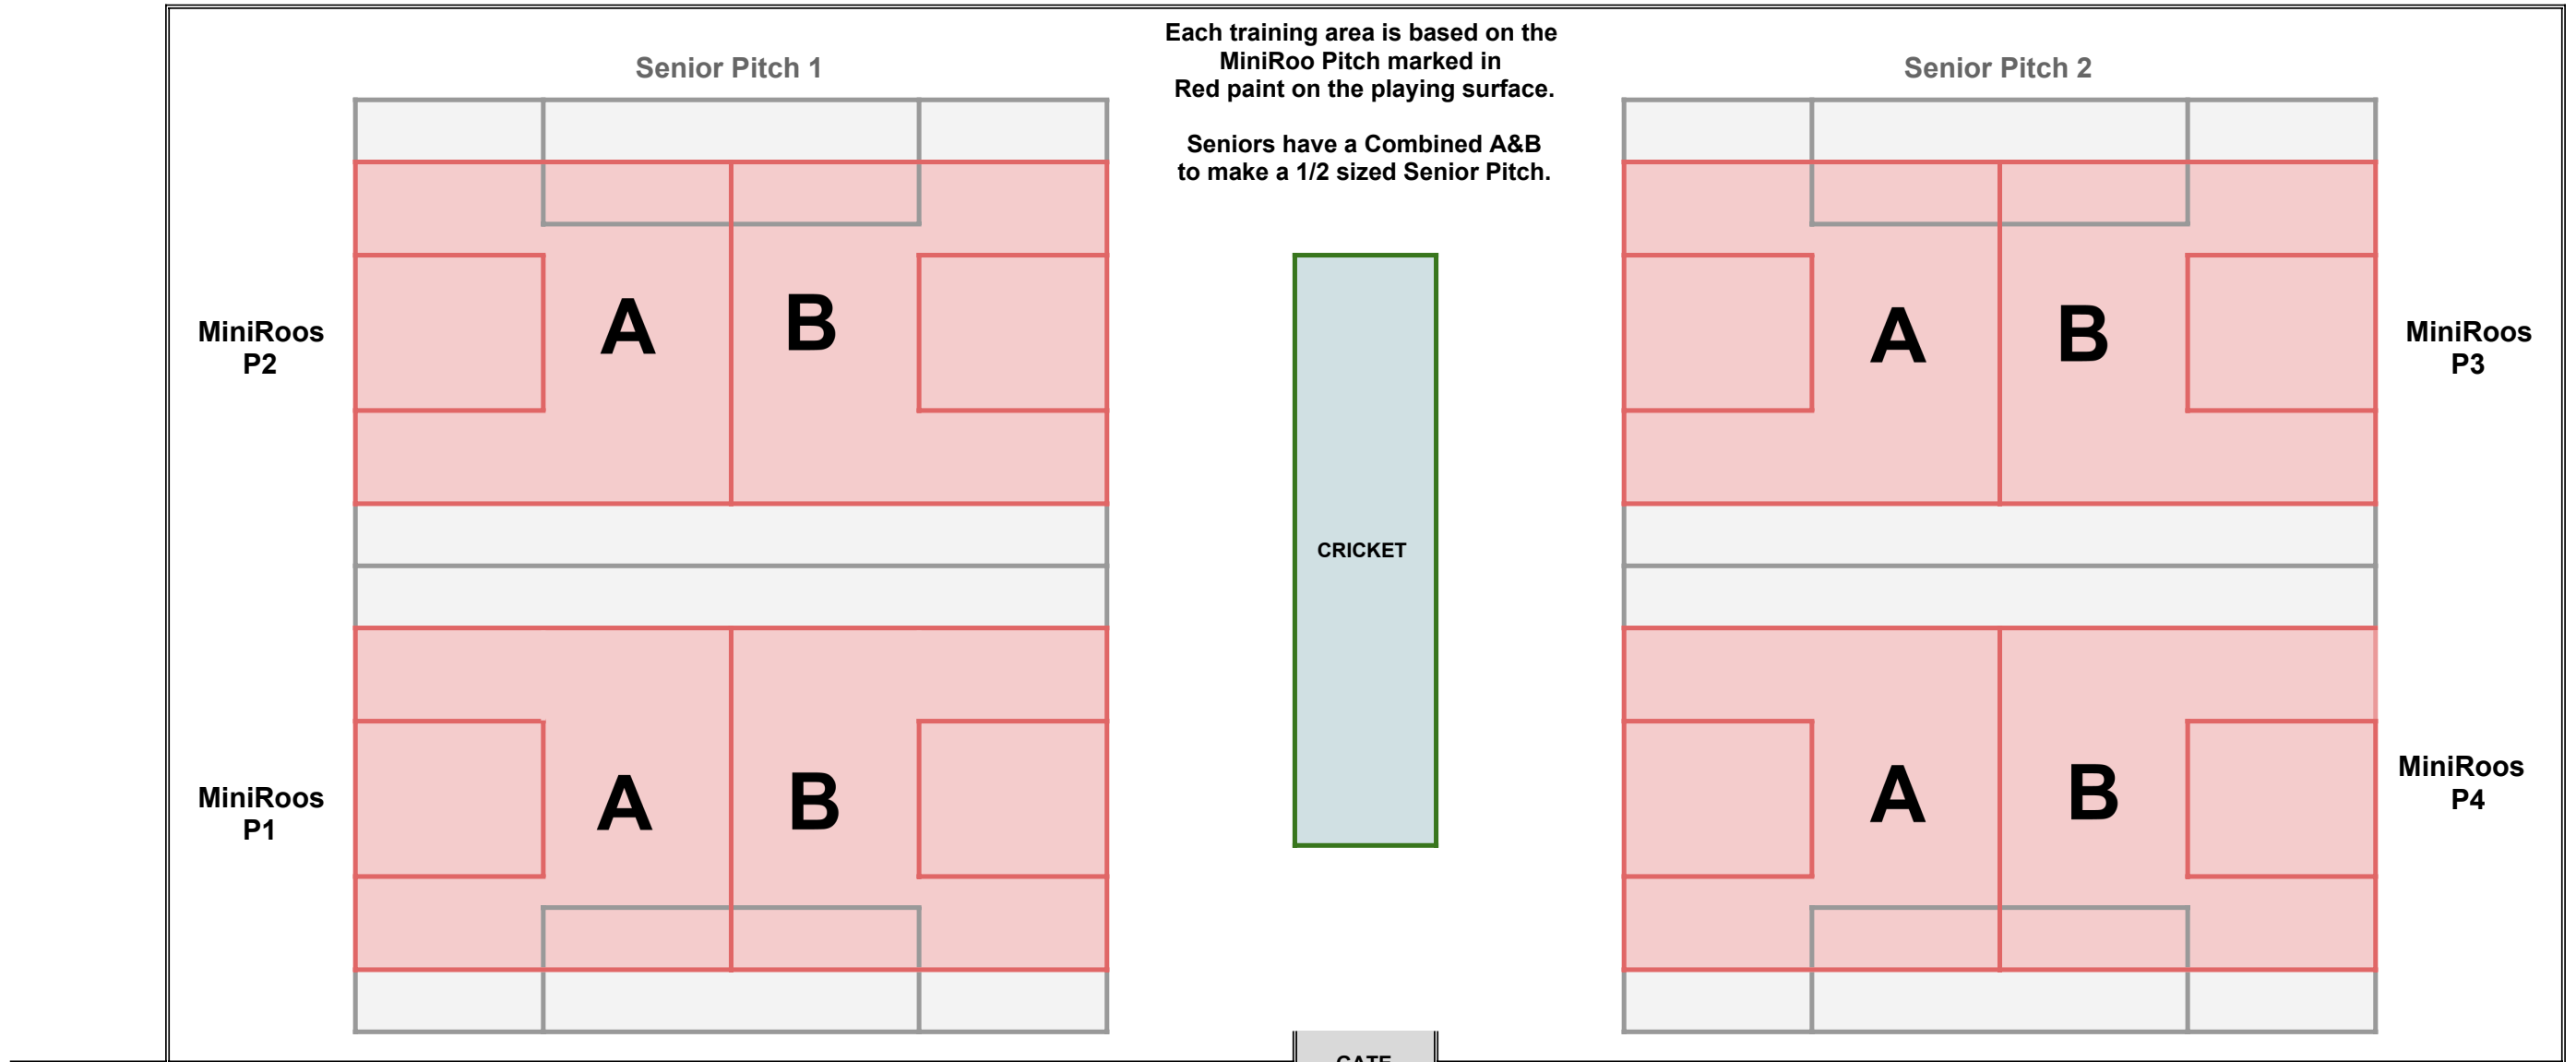 Each training area is based on the
MiniRoo Pitch marked in
Red paint on the playing surface.
Seniors have a Combined A&B
to make a 1/2 sized Senior Pitch.
Senior Pitch 1
Senior Pitch 2
MiniRoos
P2
A
B
A
B
MiniRoos
P3
CRICKET
MiniRoos
P1
A
B
A
B
MiniRoos
P4
GATE